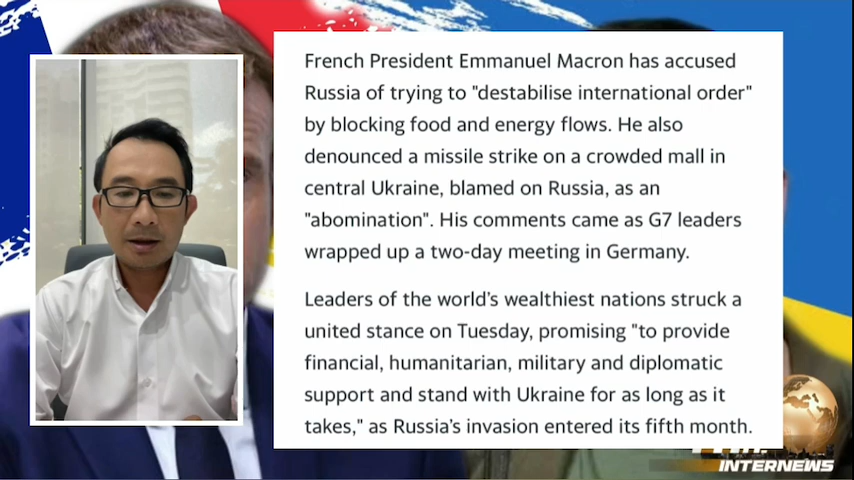 French President Emmanuel Macron has accused
Russia of trying to "destabilise international order"
by blocking food and energy flows. He also
denounced a missile strike on a crowded mall in
central Ukraine, blamed on Russia, as an
"abomination". His comments came as G7 leaders
wrapped up a two-day meeting in Germany.
Leaders of the world's wealthiest nations struck a
united stance on Tuesday, promising "to provide
financial, humanitarian, military and diplomatic
support and stand with Ukraine for as long as it
takes," as Russia's invasion entered its fifth month.
INTERNEWS